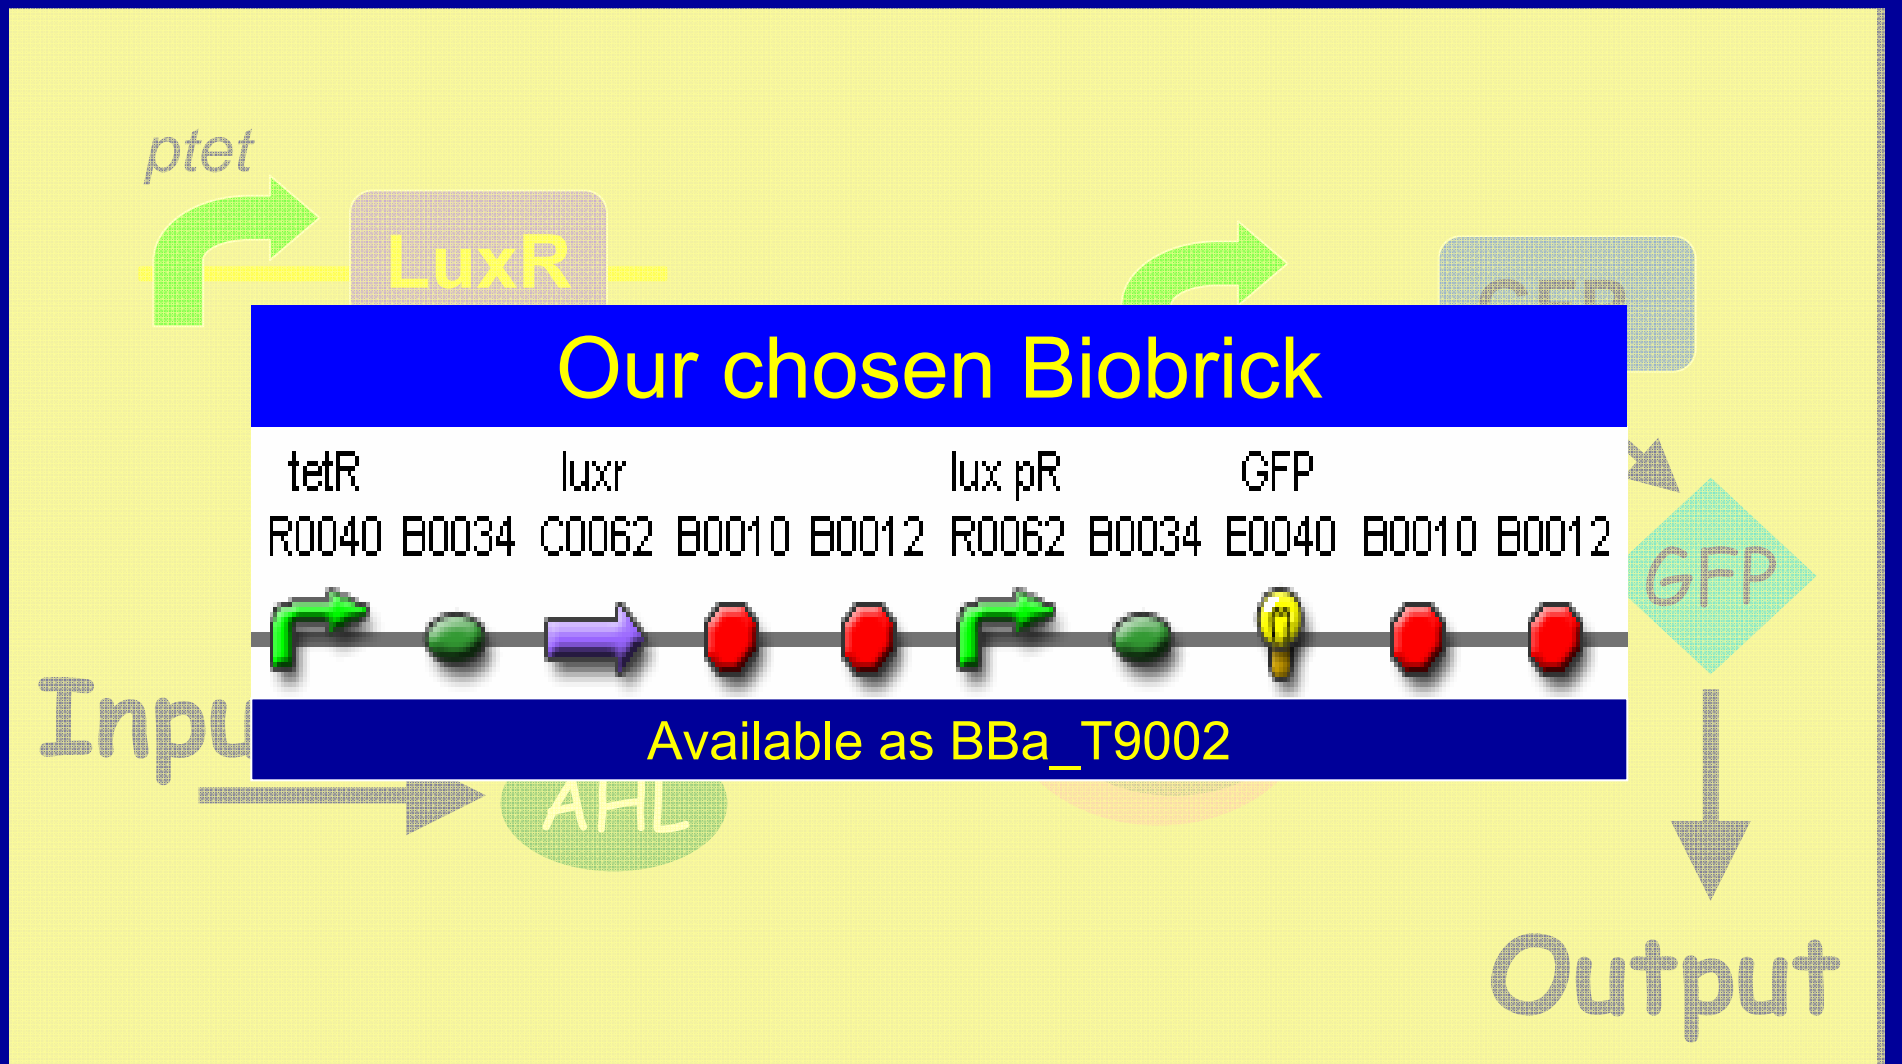 ptet
LuxR
GFP
Our chosen Biobrick
tetR luxr lux pR GFP
R0040 B0034 C0062 B0010 B0012 R0062 B0034 E0040 B0010 B0012
GFP
Available as BBa_T9002
Inpu
AHL
Output